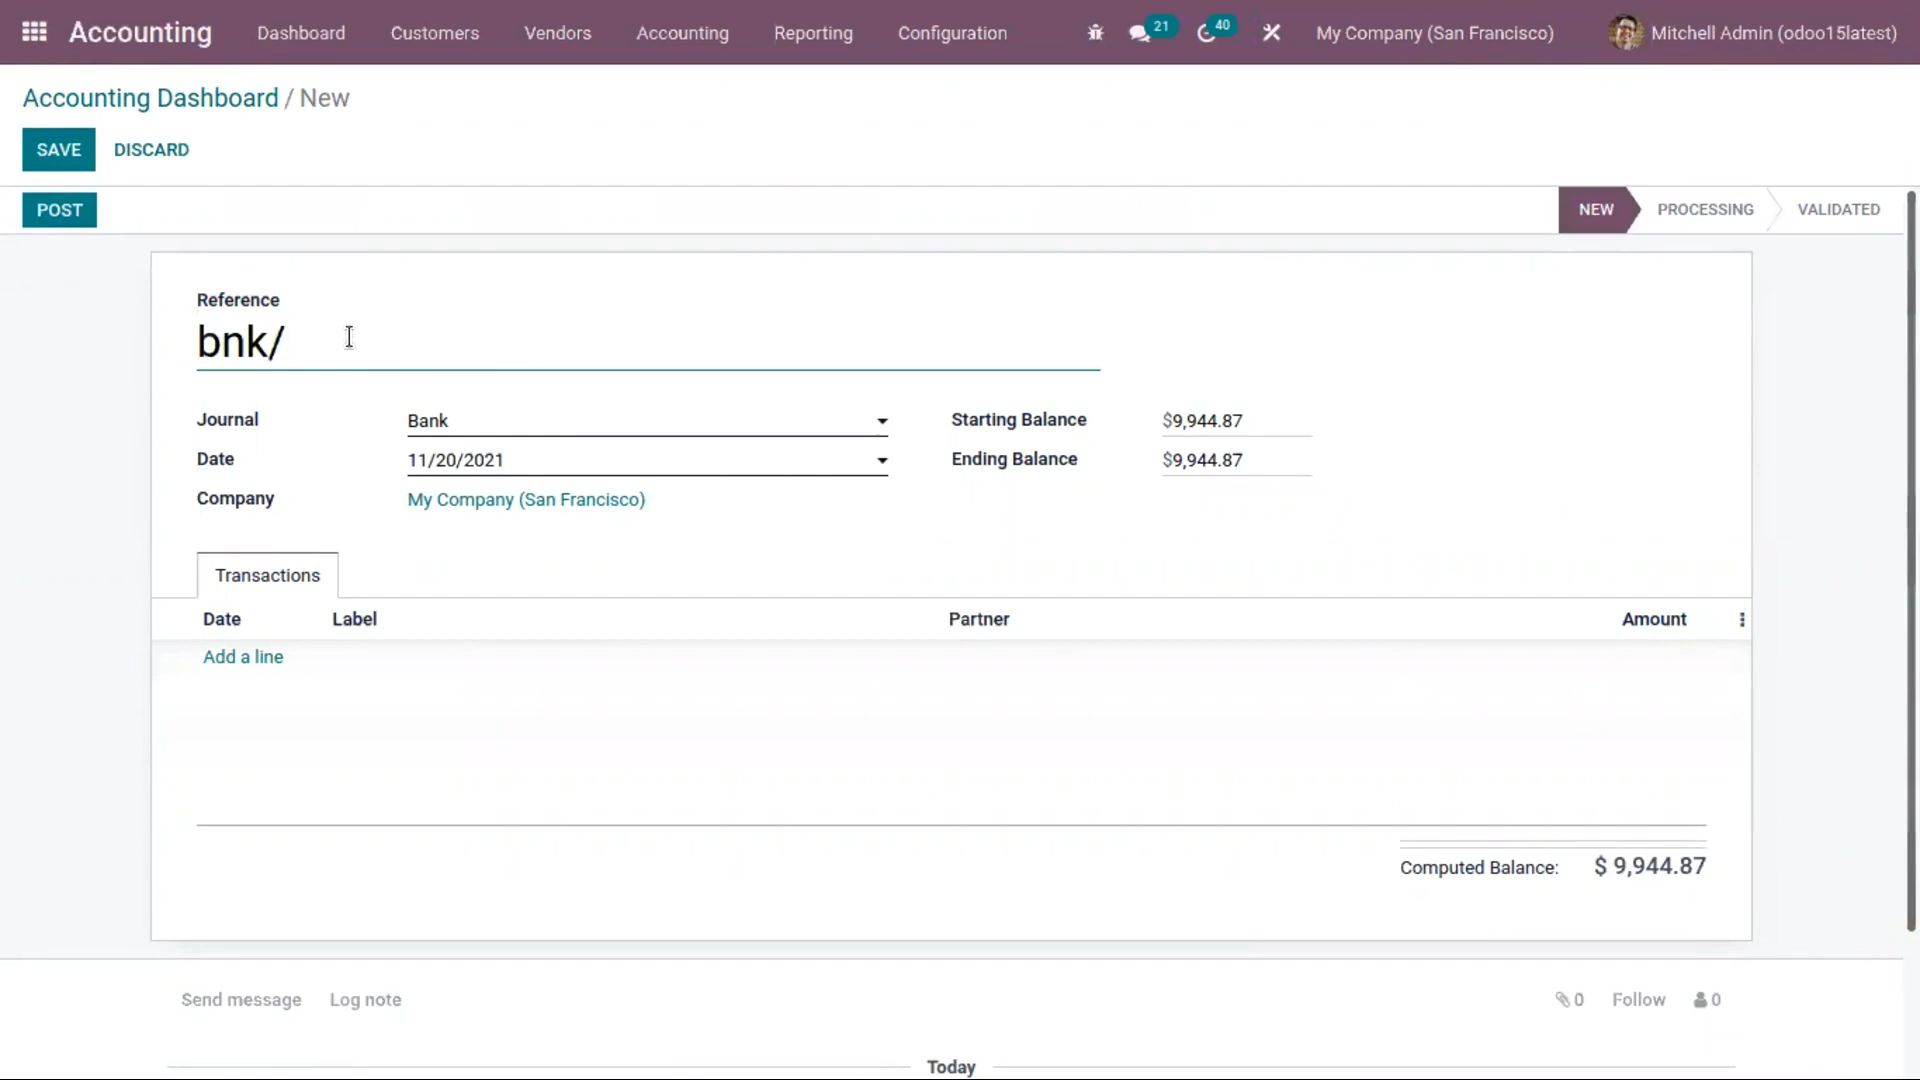 Accounting Dashboard Customers Vendors Accounting Reporting Configuration 21 40 My Company (San Francisco) Mitchell Admin (odoo15latest)
Accounting Dashboard / New
SAVE DISCARD
POST NEW PROCESSING VALIDATED
Reference
bnk/
Journal Bank Starting Balance $9,944.87
Date 11/20/2021 Ending Balance $9,944.87
Company My Company (San Francisco)
Transactions
Date Label Partner Amount
Add a line
Computed Balance: $ 9,944.87
Send message Log note 0 Follow 0
Today